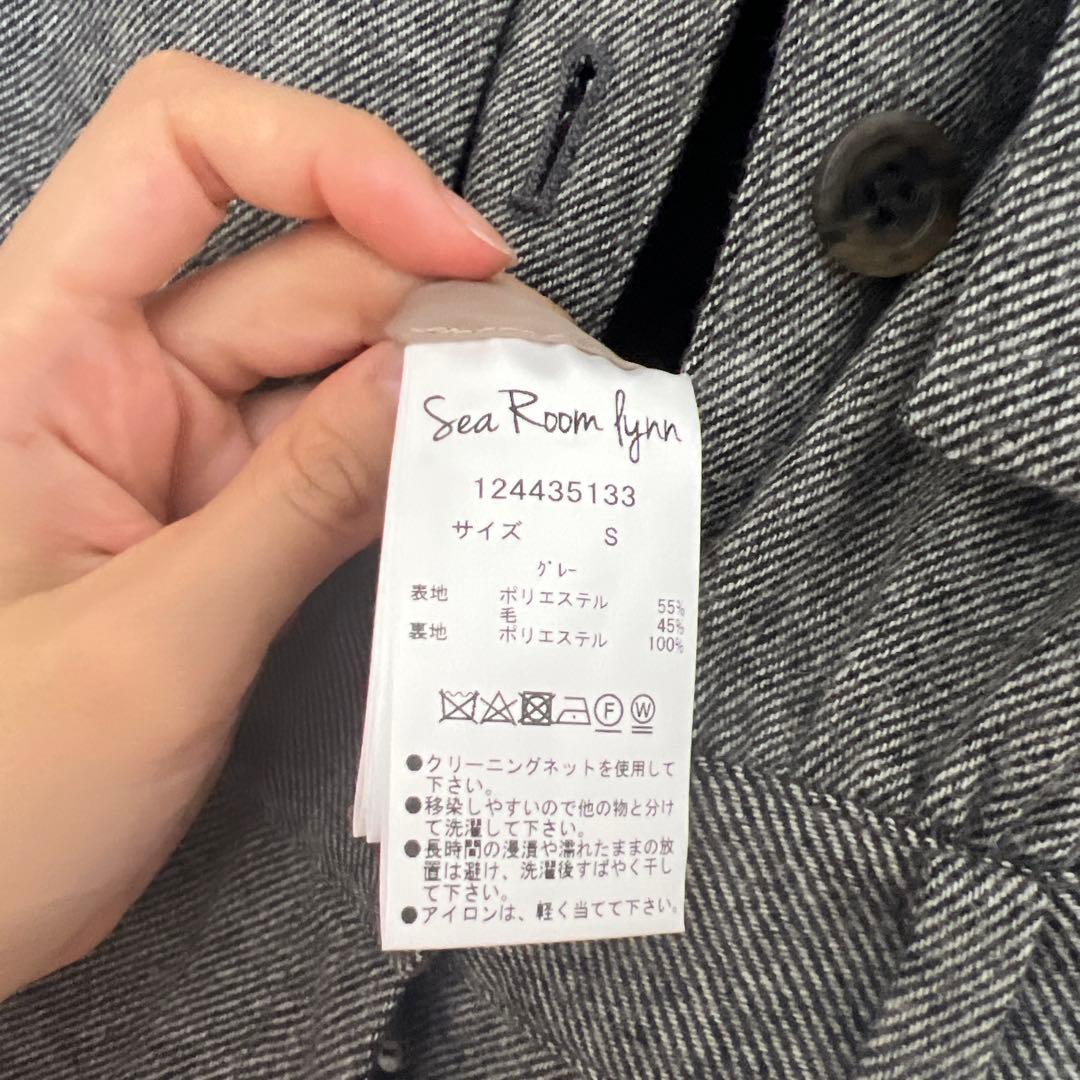 Sea Room lynn
124435133
サイズ S
グレー
表地 ポリエステル 55%
毛 45%
裏地 ポリエステル 100%
F W
●クリーニングネットを使用して
下さい。
●移染しやすいので他の物と分け
て洗濯して下さい。
●長時間の浸漬や濡れたままの放
置は避け、洗濯後すばやく干し
て下さい。
●アイロンは、軽く当てて下さい。